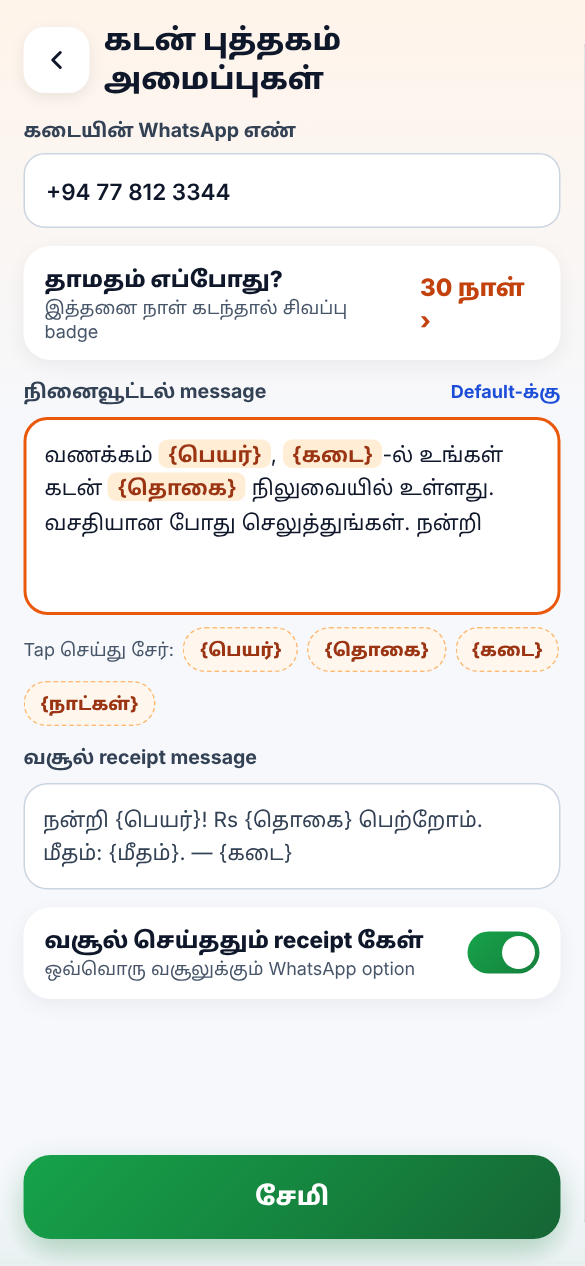 கடன் புத்தகம்
அமைப்புகள்
கடையின் WhatsApp எண்
+94 77 812 3344
தாமதம் எப்போது?
இத்தனை நாள் கடந்தால் சிவப்பு
badge
30 நாள்
›
நினைவூட்டல் message
Default-க்கு
வணக்கம் {பெயர்} , {கடை} -ல் உங்கள்
கடன் {தொகை} நிலுவையில் உள்ளது.
வசதியான போது செலுத்துங்கள். நன்றி
Tap செய்து சேர்: {பெயர்} {தொகை} {கடை}
{நாட்கள்}
வசூல் receipt message
நன்றி {பெயர்}! Rs {தொகை} பெற்றோம்.
மீதம்: {மீதம்}. — {கடை}
வசூல் செய்ததும் receipt கேள்
ஒவ்வொரு வசூலுக்கும் WhatsApp option
சேமி